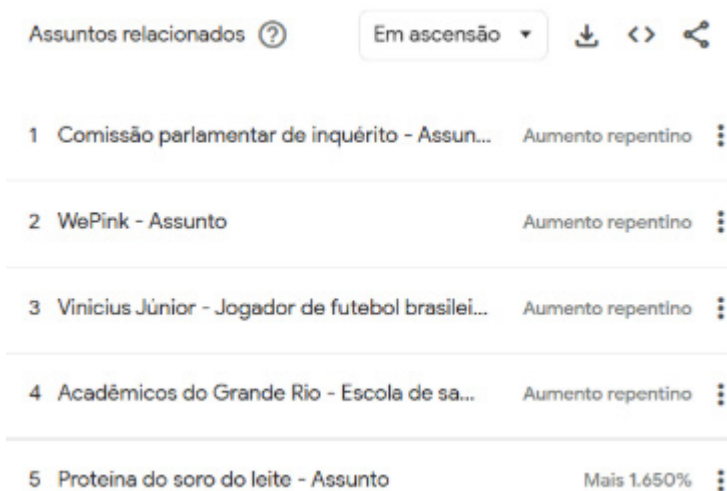 Assuntos relacionados ? Em ascensão
1 Comissão parlamentar de inquérito - Assun... Aumento repentino
2 WePink - Assunto Aumento repentino
3 Vinicius Júnior - Jogador de futebol brasilei... Aumento repentino
4 Acadêmicos do Grande Rio - Escola de sa... Aumento repentino
5 Proteína do soro do leite - Assunto Mais 1.650%